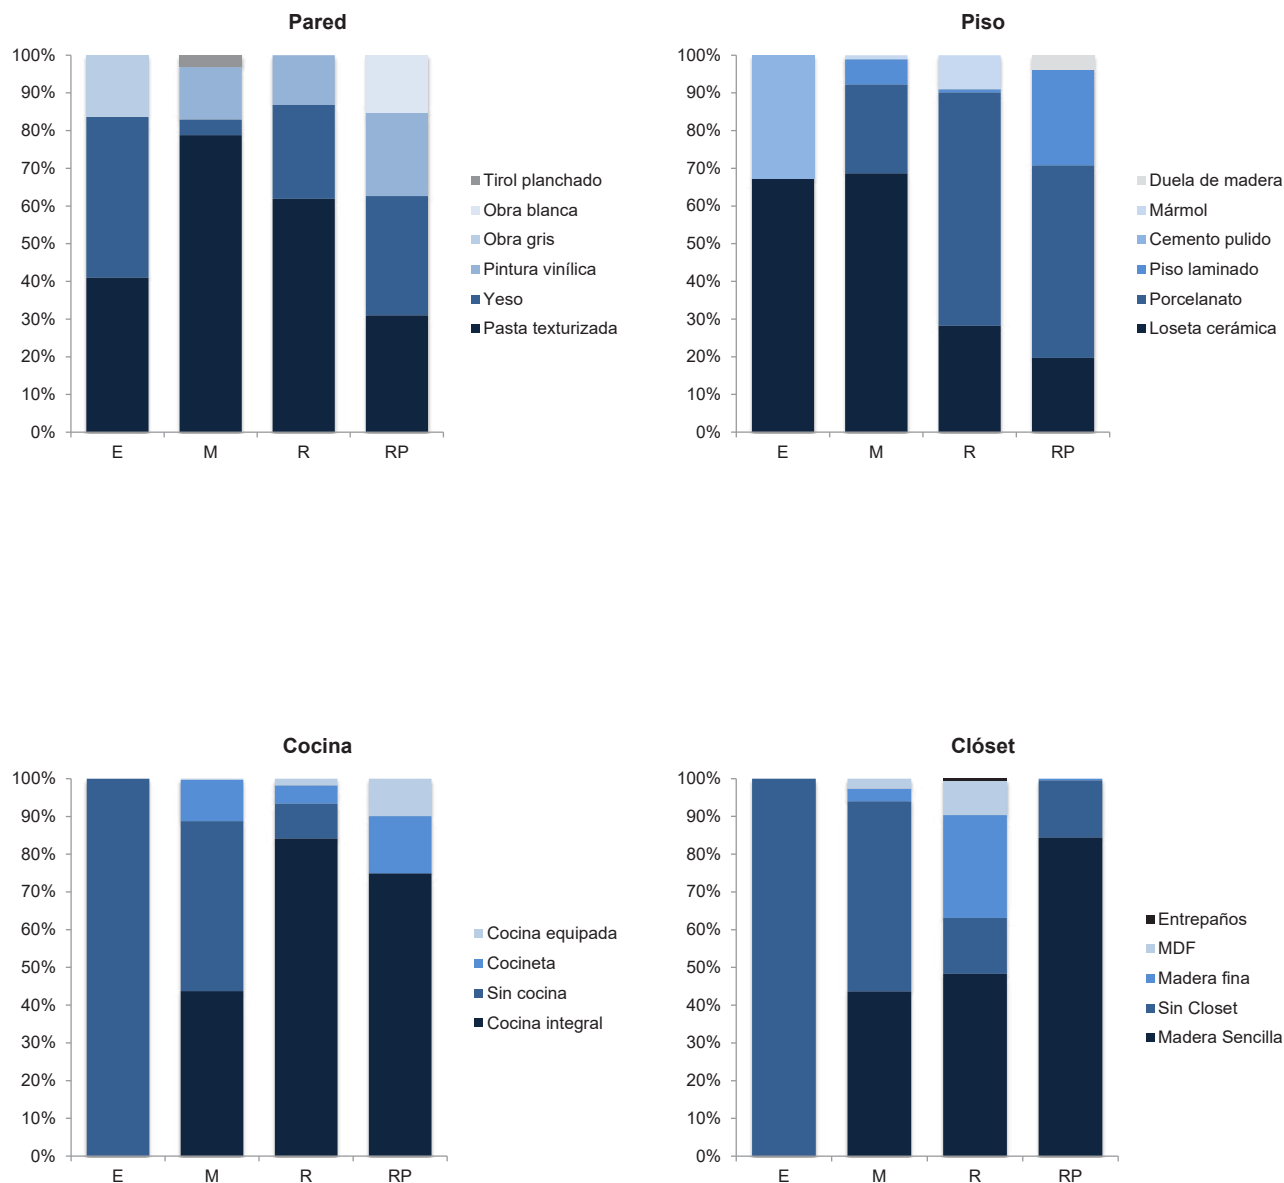 Pared
100%
90%
80%
70%
60%
50%
40%
30%
20%
10%
0%
E M R RP
Tirol planchado
Obra blanca
Obra gris
Pintura vinílica
Yeso
Pasta texturizada
Piso
100%
90%
80%
70%
60%
50%
40%
30%
20%
10%
0%
E M R RP
Duela de madera
Mármol
Cemento pulido
Piso laminado
Porcelanato
Loseta cerámica
Cocina
100%
90%
80%
70%
60%
50%
40%
30%
20%
10%
0%
E M R RP
Cocina equipada
Cocineta
Sin cocina
Cocina integral
Clóset
100%
90%
80%
70%
60%
50%
40%
30%
20%
10%
0%
E M R RP
Entrepaños
MDF
Madera fina
Sin Closet
Madera Sencilla